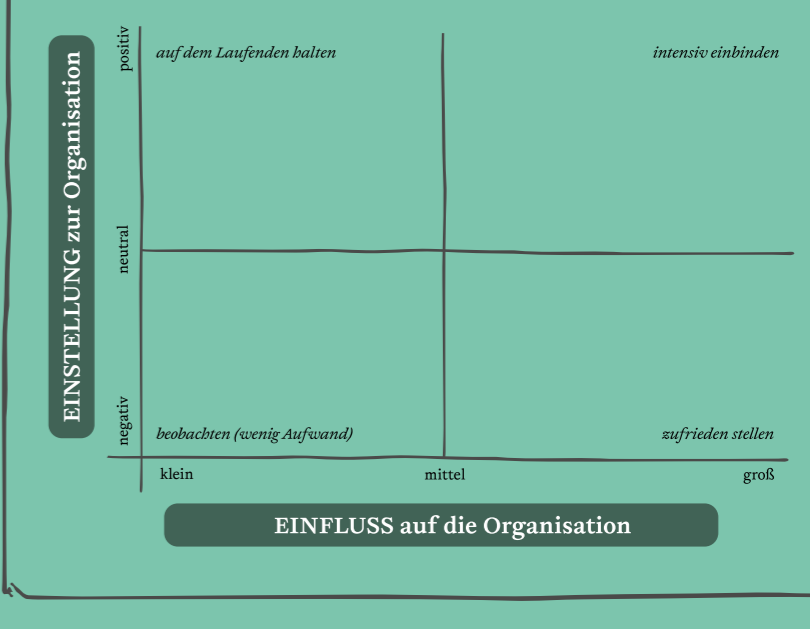 EINSTELLUNG zur Organisation
positiv
auf dem Laufenden halten
intensiv einbinden
neutral
negativ
beobachten (wenig Aufwand)
zufrieden stellen
klein
mittel
groß
EINFLUSS auf die Organisation